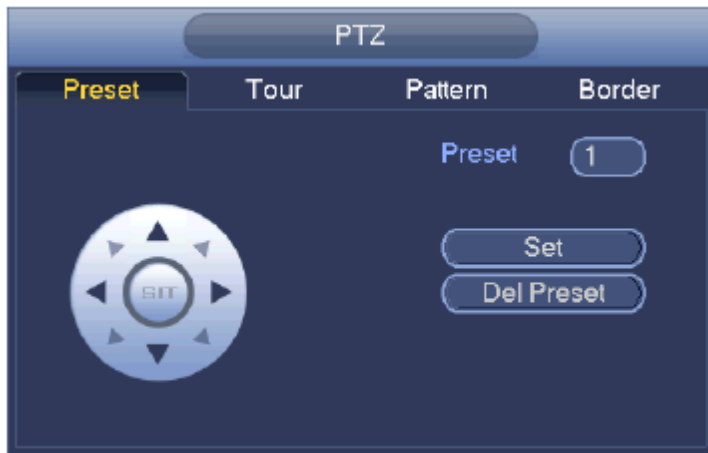 PTZ
Preset Tour Pattern Border
Preset 1
Set
SIT
Del Preset